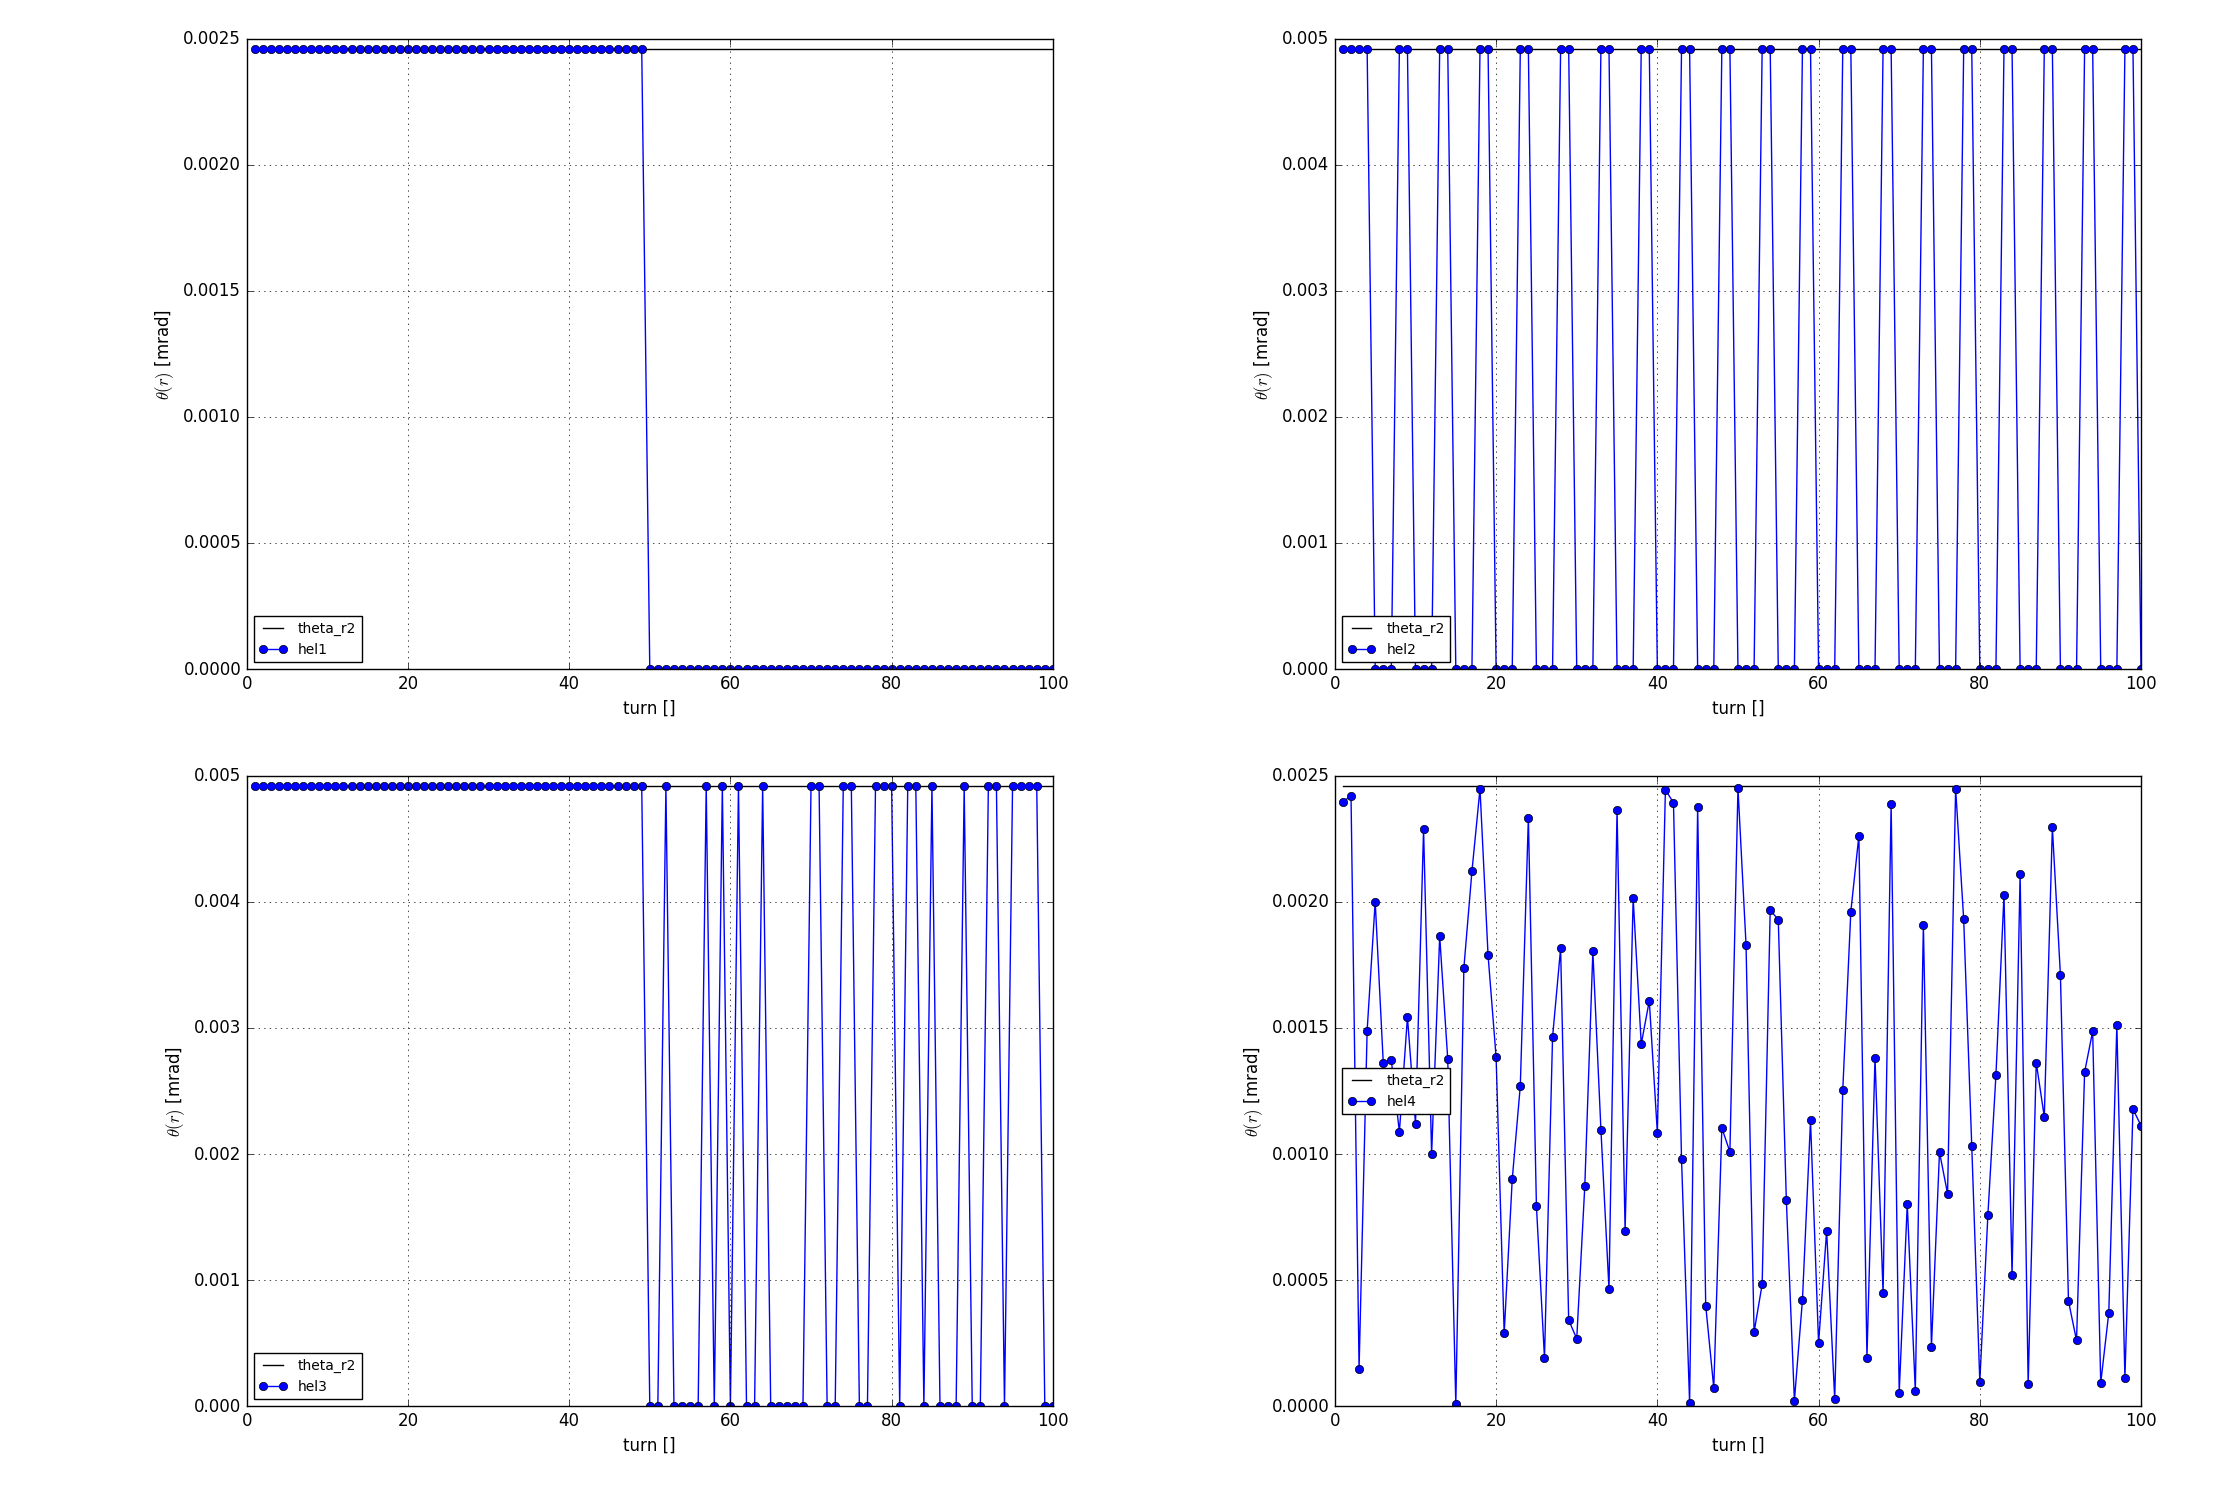 0.0025
0.0020
0.0015
0.0010
0.0005
0.0000
θ(r) [mrad]
theta_r2
hel1
0 20 40 60 80 100
turn []
0.005
0.004
0.003
0.002
0.001
0.000
θ(r) [mrad]
theta_r2
hel2
0 20 40 60 80 100
turn []
0.005
0.004
0.003
0.002
0.001
0.000
θ(r) [mrad]
theta_r2
hel3
0 20 40 60 80 100
turn []
0.0025
0.0020
0.0015
0.0010
0.0005
0.0000
θ(r) [mrad]
theta_r2
hel4
0 20 40 60 80 100
turn []